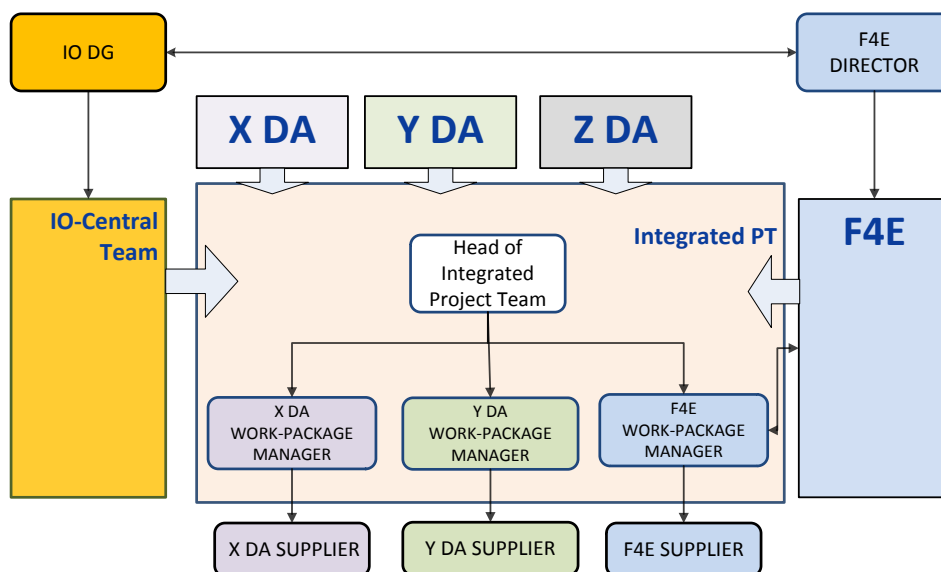 IO DG
F4E
DIRECTOR
X DA
Y DA
Z DA
IO-Central
Team
Integrated PT
F4E
Head of
Integrated
Project Team
X DA
WORK-PACKAGE
MANAGER
Y DA
WORK-PACKAGE
MANAGER
F4E
WORK-PACKAGE
MANAGER
X DA SUPPLIER
Y DA SUPPLIER
F4E SUPPLIER